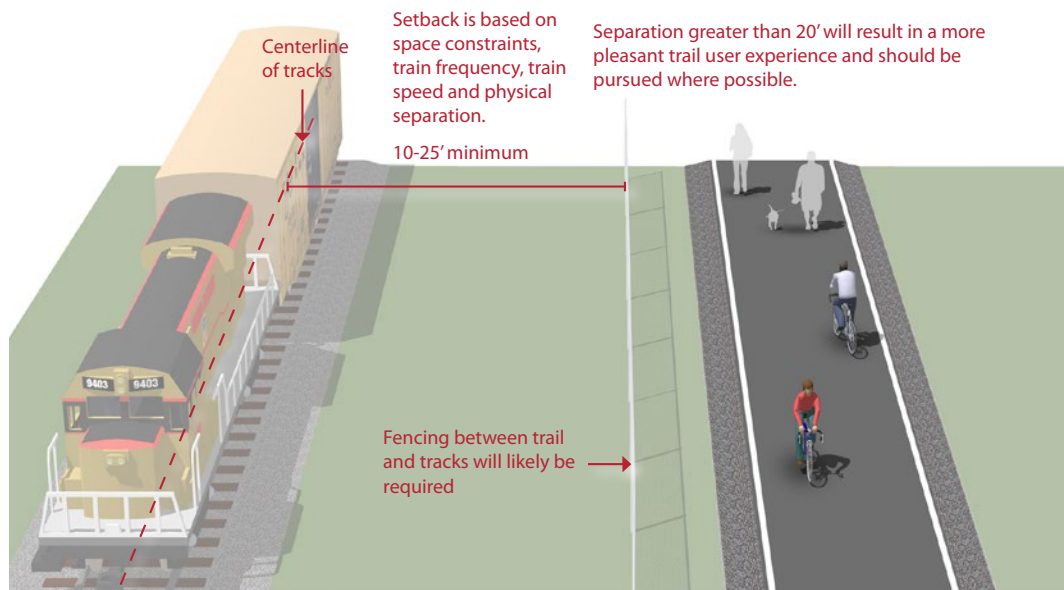 Centerline
of tracks
Setback is based on
space constraints,
train frequency, train
speed and physical
separation.
10-25’ minimum
Separation greater than 20’ will result in a more
pleasant trail user experience and should be
pursued where possible.
Fencing between trail
and tracks will likely be
required
9403 9403